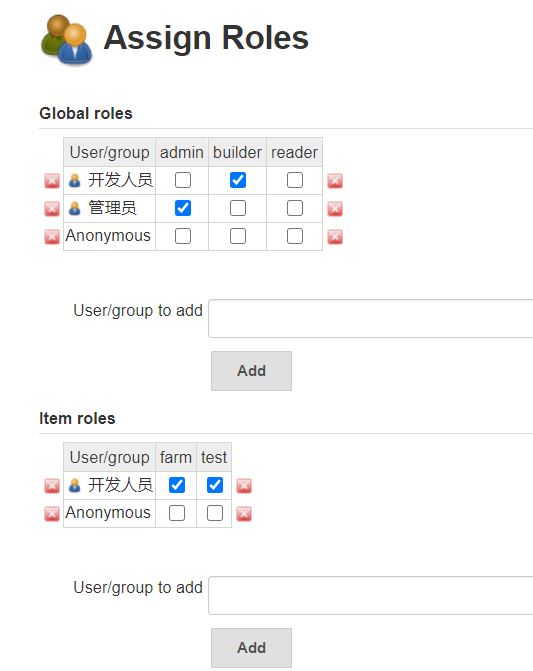 Assign Roles
Global roles
User/group admin builder reader
开发人员
管理员
Anonymous
User/group to add
Add
Item roles
User/group farm test
开发人员
Anonymous
User/group to add
Add